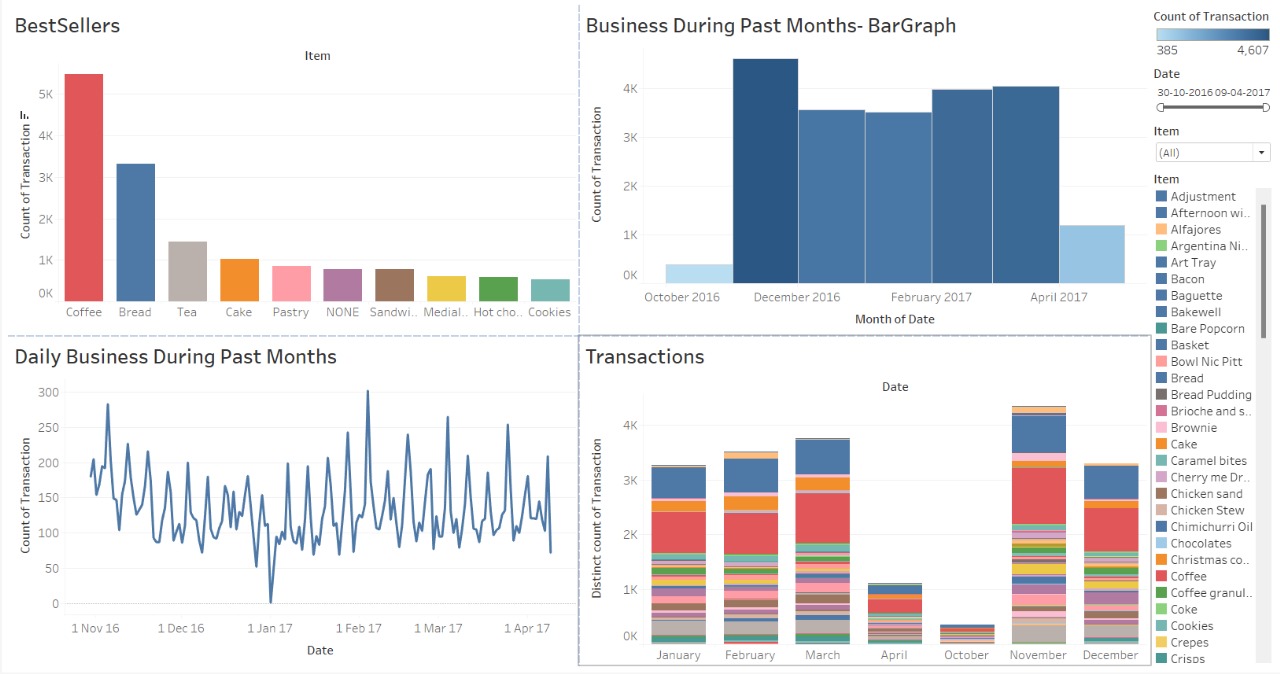 BestSellers
Item
Count of Transaction
5K
4K
3K
2K
1K
0K
Coffee
Bread
Tea
Cake
Pastry
NONE
Sandwi..
Medial..
Hot cho..
Cookies
Business During Past Months- BarGraph
Count of Transaction
4K
3K
2K
1K
0K
October 2016
December 2016
February 2017
April 2017
Month of Date
Daily Business During Past Months
Count of Transaction
300
250
200
150
100
50
0
1 Nov 16
1 Dec 16
1 Jan 17
1 Feb 17
1 Mar 17
1 Apr 17
Date
Transactions
Date
Distinct count of Transaction
4K
3K
2K
1K
0K
January
February
March
April
October
November
December
Count of Transaction
385 4,607
Date
30-10-2016 09-04-2017
Item
(All)
Item
Adjustment
Afternoon wi..
Alfajores
Argentina Ni..
Art Tray
Bacon
Baguette
Bakewell
Bare Popcorn
Basket
Bowl Nic Pitt
Bread
Bread Pudding
Brioche and s..
Brownie
Cake
Caramel bites
Cherry me Dr..
Chicken sand
Chicken Stew
Chimichurri Oil
Chocolates
Christmas co..
Coffee
Coffee granul..
Coke
Cookies
Crepes
Crisps